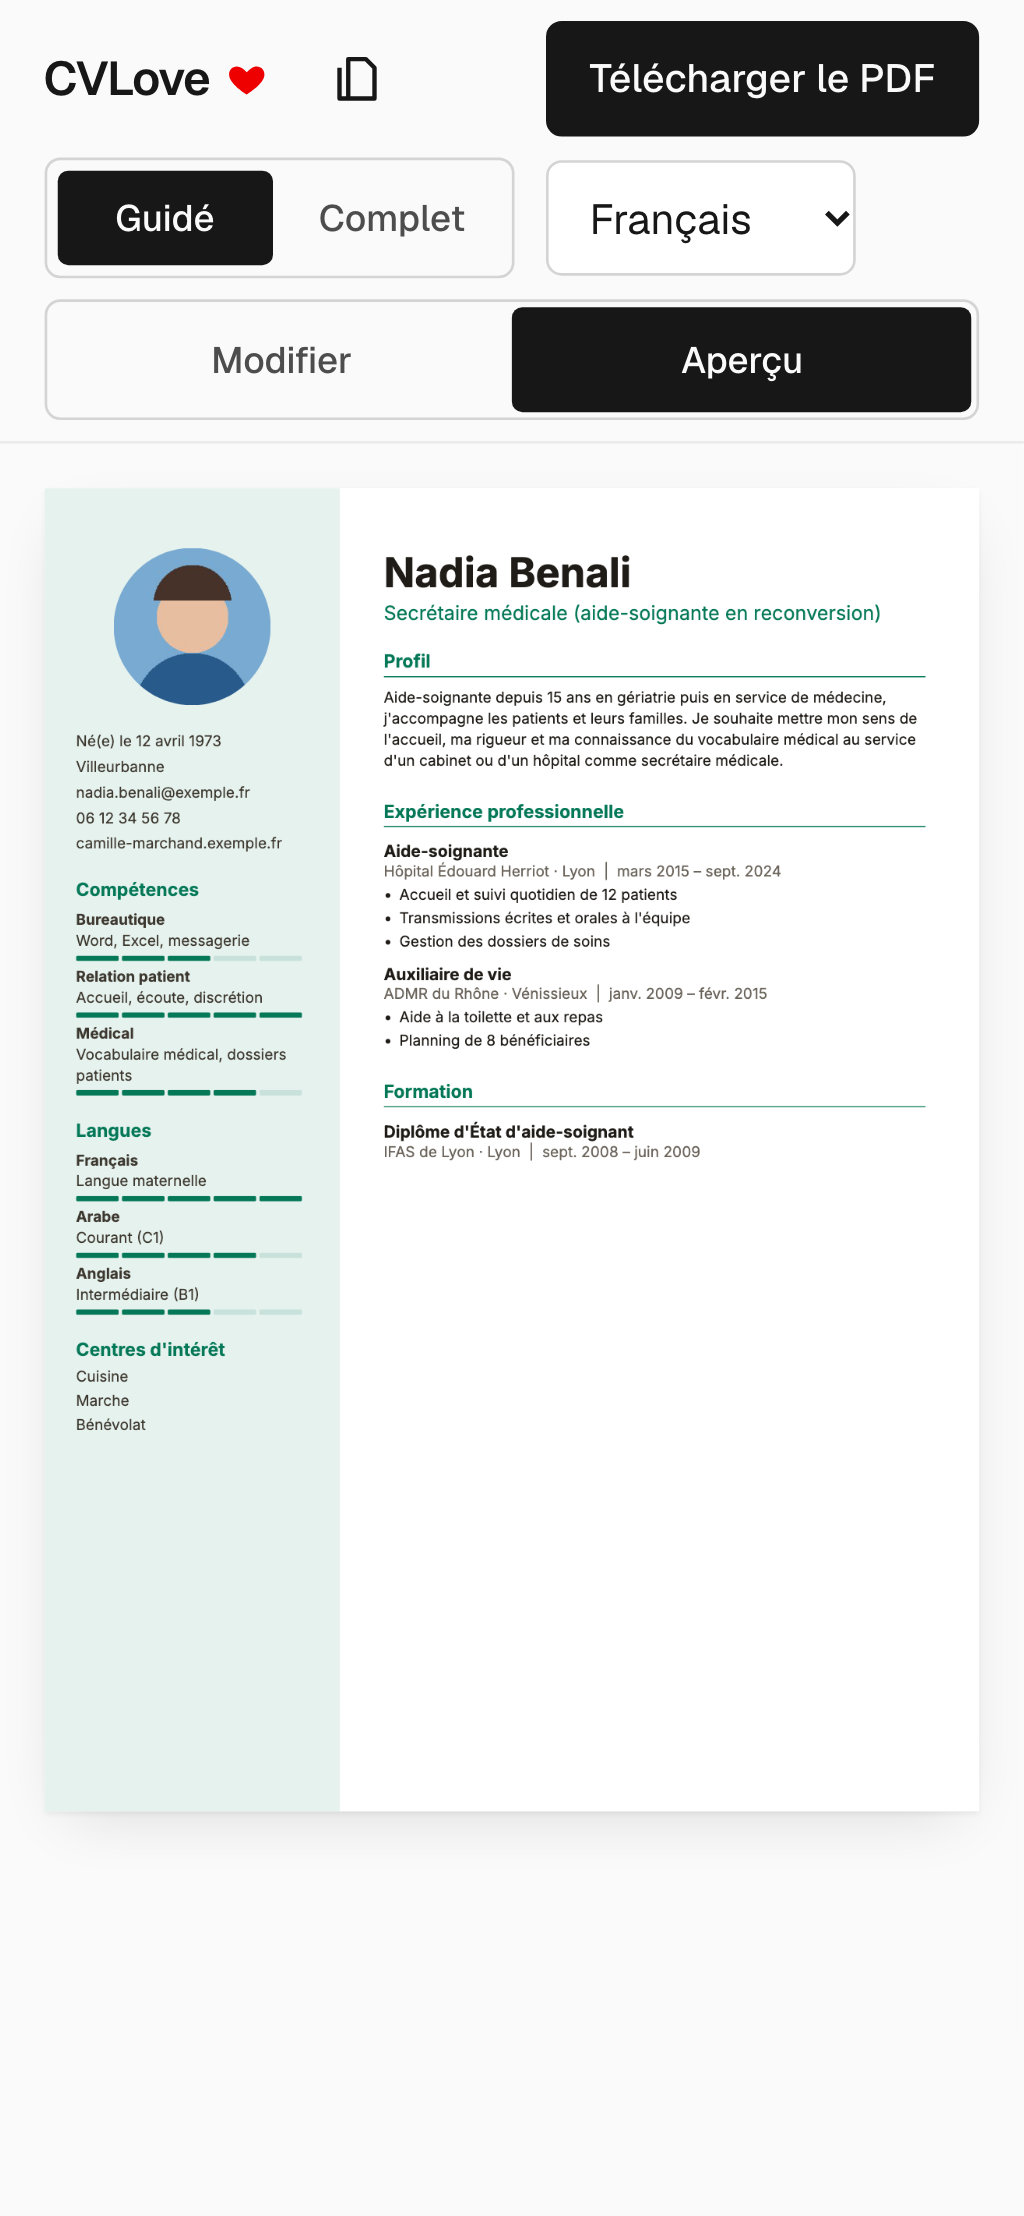 CVLove
Télécharger le PDF
Guidé
Complet
Français
Modifier
Aperçu
Né(e) le 12 avril 1973
Villeurbanne
nadia.benali@exemple.fr
06 12 34 56 78
camille-marchand.exemple.fr
Compétences
Bureautique
Word, Excel, messagerie
Relation patient
Accueil, écoute, discrétion
Médical
Vocabulaire médical, dossiers
patients
Langues
Français
Langue maternelle
Arabe
Courant (C1)
Anglais
Intermédiaire (B1)
Centres d'intérêt
Cuisine
Marche
Bénévolat
Nadia Benali
Secrétaire médicale (aide-soignante en reconversion)
Profil
Aide-soignante depuis 15 ans en gériatrie puis en service de médecine,
j'accompagne les patients et leurs familles. Je souhaite mettre mon sens de
l'accueil, ma rigueur et ma connaissance du vocabulaire médical au service
d'un cabinet ou d'un hôpital comme secrétaire médicale.
Expérience professionnelle
Aide-soignante
Hôpital Édouard Herriot · Lyon | mars 2015 – sept. 2024
• Accueil et suivi quotidien de 12 patients
• Transmissions écrites et orales à l'équipe
• Gestion des dossiers de soins
Auxiliaire de vie
ADMR du Rhône · Vénissieux | janv. 2009 – févr. 2015
• Aide à la toilette et aux repas
• Planning de 8 bénéficiaires
Formation
Diplôme d'État d'aide-soignant
IFAS de Lyon · Lyon | sept. 2008 – juin 2009